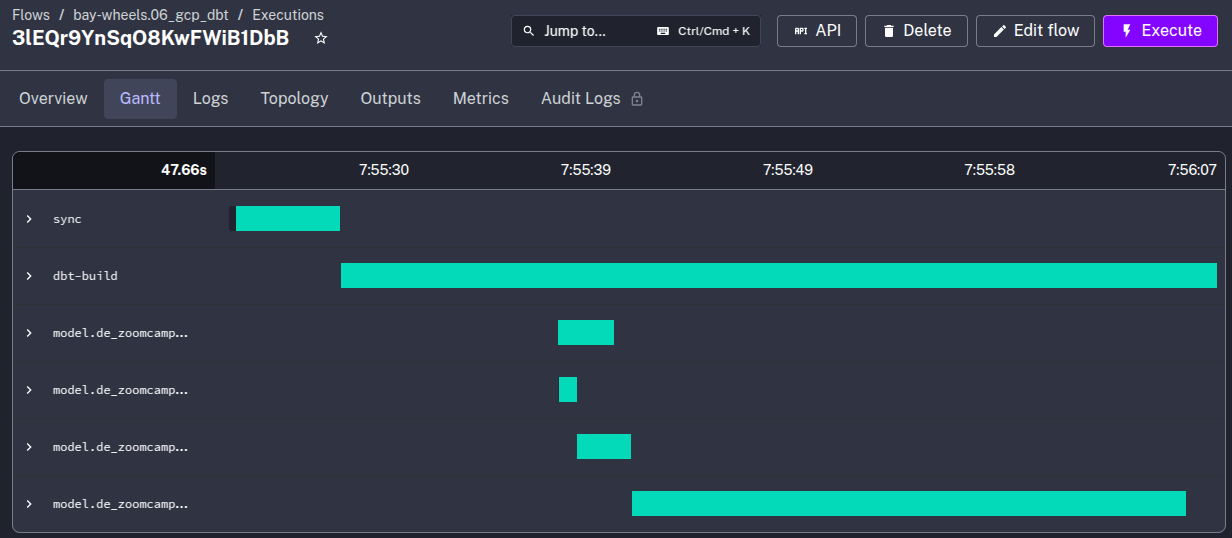 Flows / bay-wheels.06_gcp_dbt / Executions
3lEQr9YnSqO8KwFWiB1DbB
Jump to... Ctrl/Cmd + K
API API
Delete
Edit flow
Execute
Overview Gantt Logs Topology Outputs Metrics Audit Logs
47.66s 7:55:30 7:55:39 7:55:49 7:55:58 7:56:07
sync
dbt-build
model.de_zoomcamp...
model.de_zoomcamp...
model.de_zoomcamp...
model.de_zoomcamp...